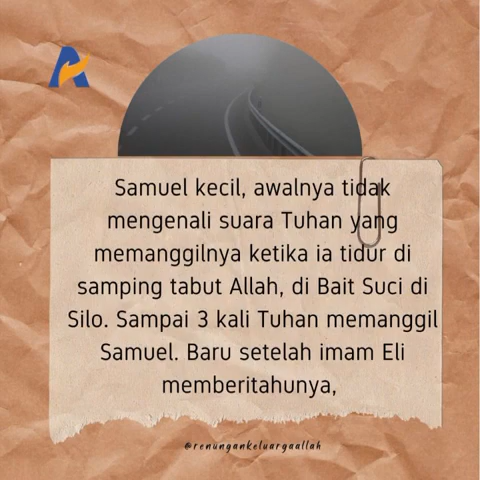 Samuel kecil, awalnya tidak
mengenali suara Tuhan yang
memanggilnya ketika ia tidur di
samping tabut Allah, di Bait Suci di
Silo. Sampai 3 kali Tuhan memanggil
Samuel. Baru setelah imam Eli
memberitahunya,
@renungankeluargaallah